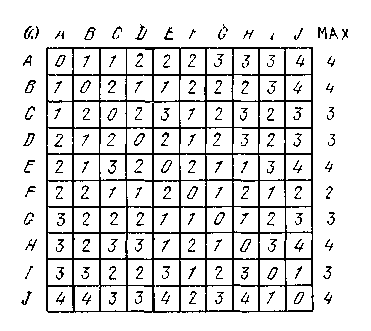 (a) A B C D E F G H I J MAX
A 0 1 1 2 2 2 3 3 3 4 4
B 1 0 2 1 1 2 2 2 3 4 4
C 1 2 0 2 3 1 2 3 2 3 3
D 2 1 2 0 2 1 2 3 2 3 3
E 2 1 3 2 0 2 1 1 3 4 4
F 2 2 1 1 2 0 1 2 1 2 2
G 3 2 2 2 1 1 0 1 2 3 3
H 3 2 3 3 1 2 1 0 3 4 4
I 3 3 2 2 3 1 2 3 0 1 3
J 4 4 3 3 4 2 3 4 1 0 4